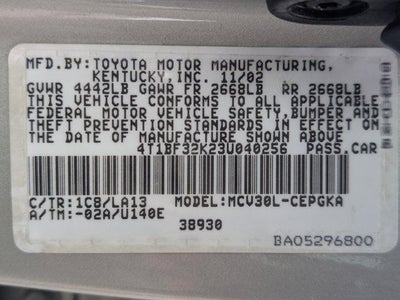 MFD.BY:TOYOTA MOTOR MANUFACTURING,
KENTUCKY,INC. 11/02
GVWR 4442LB GAWR FR 2668LB RR 2668LB
THIS VEHICLE CONFORMS TO ALL APPLICABLE
FEDERAL MOTOR VEHICLE SAFETY,BUMPER AND
THEFT PREVENTION STANDARDS IN EFFECT ON
THE DATE OF MANUFACTURE SHOWN ABOVE
4T1BF32K23U040256 PASS.CAR
C/TR:1C8/LA13 MODEL:MCV30L-CEPGKA
A/TM:-02A/U140E
38930
BA05296800